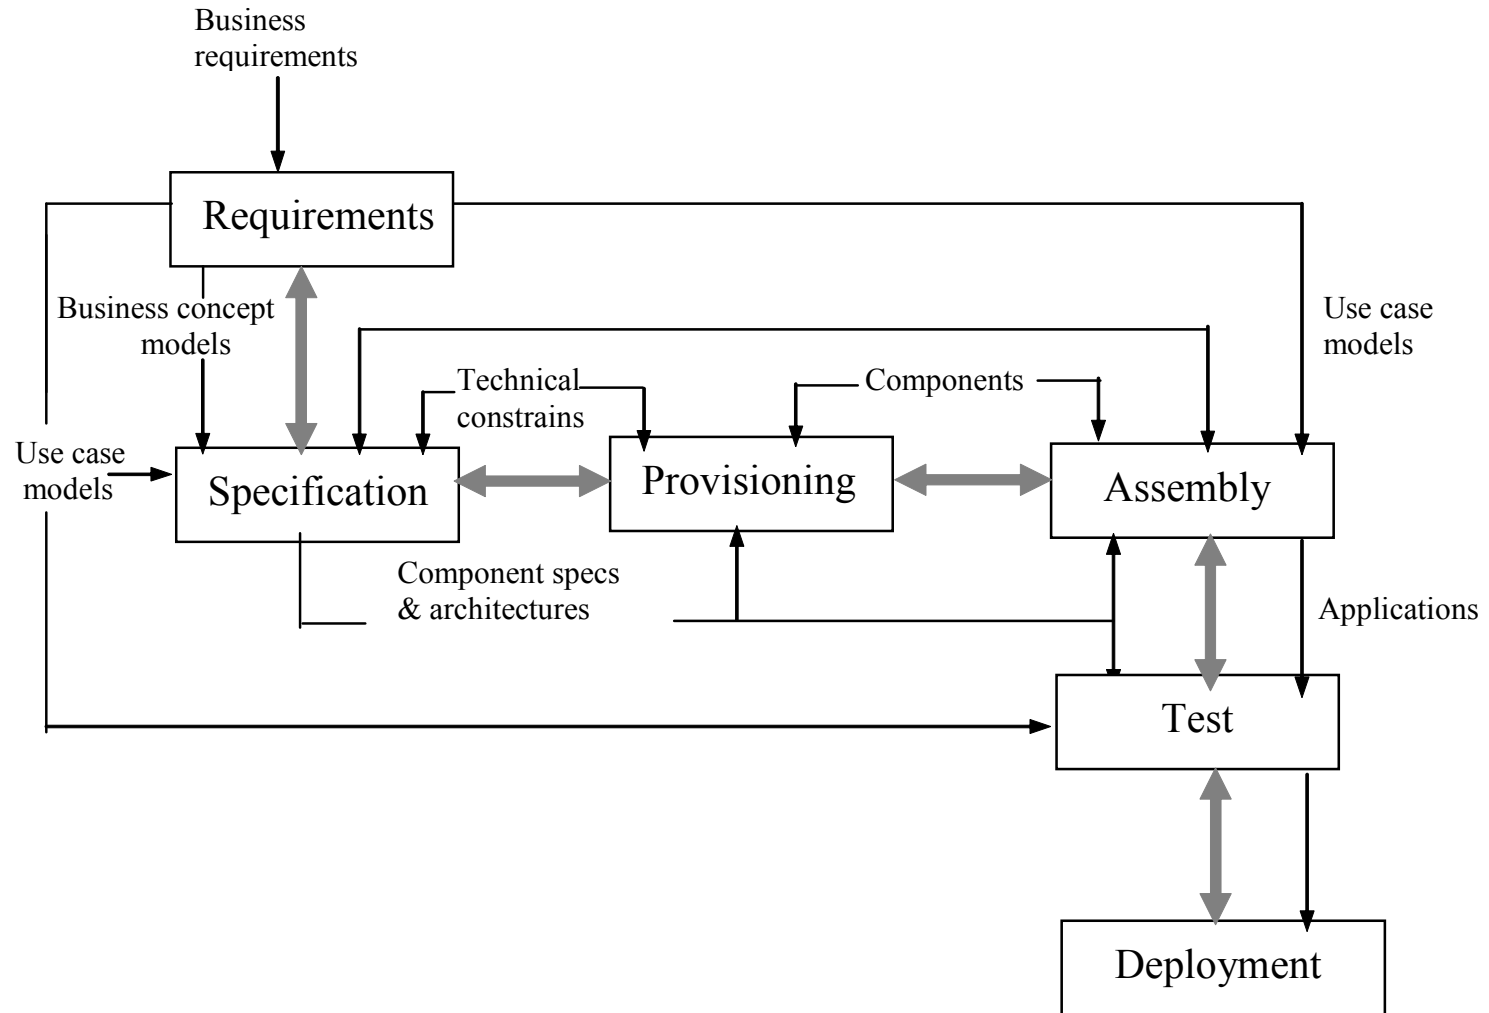 Business
requirements
Requirements
Business concept
models
Use case
models
Technical
constrains
Components
Use case
models
Specification
Provisioning
Assembly
Component specs
& architectures
Applications
Test
Deployment